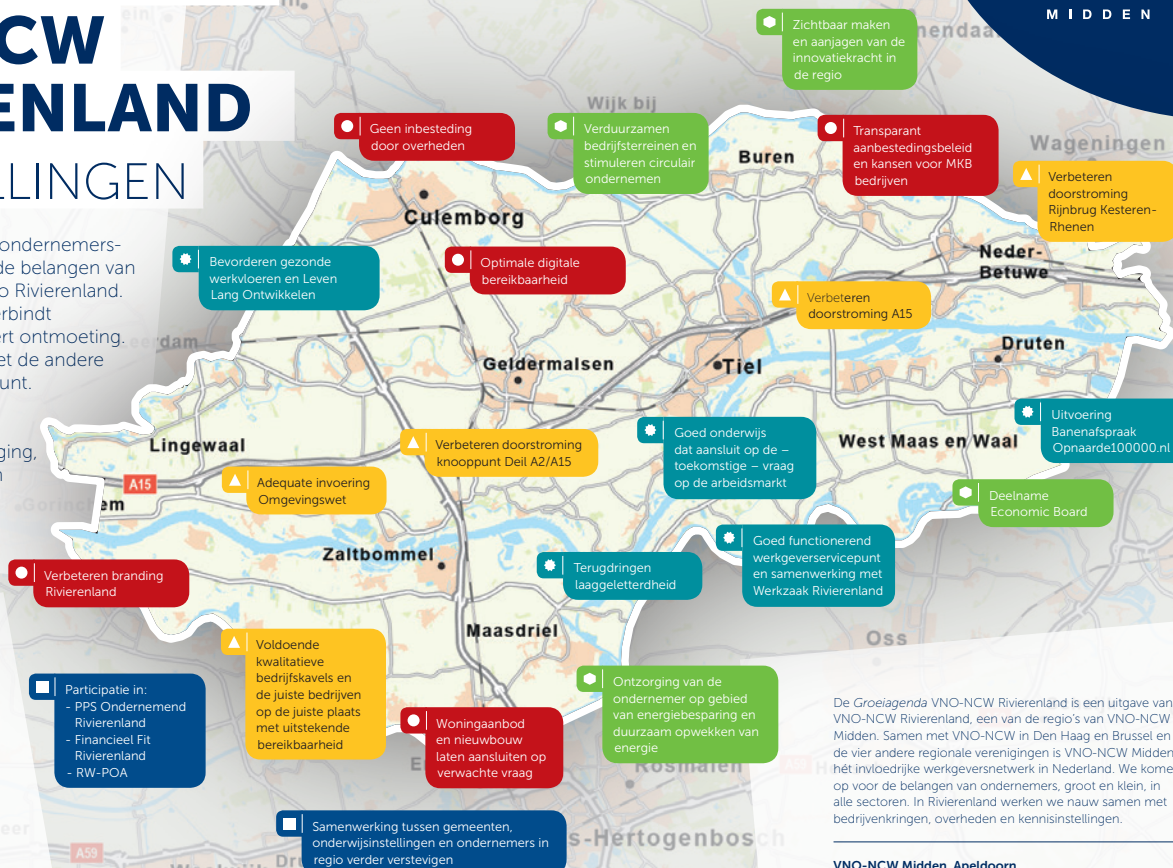 MIDDEN
CW
ENLAND
LLINGEN
ondernemers-
de belangen van
o Rivierenland.
erbindt
ert ontmoeting.
et de andere
unt.
ging,
n
Zichtbaar maken
en aanjagen van de
initiatiekracht in
de regio
Wijk bij
Geen inbesteding
door overheden
Verduurzamen
bedrijfsterreinen en
stimuleren circulair
ondernemen
Buren
Transparant
aanbestedingsbeleid
en kansen voor MKB
bedrijven
Wageningen
Verbeteren
doorstroming
Rijnbrug Kesteren-
Rhenen
Culemborg
Bevorderen gezonde
werkvloeren en Leven
Lang Ontwikkelen
Optimale digitale
bereikbaarheid
Neder-
Betuwe
Verbeteren
doorstroming A15
Druten
Geldermalsen
Tiel
Lingewaal
Verbeteren doorstroming
knooppunt Deil A2/A15
Goed onderwijs
dat aansluit op de –
toekomstige – vraag
op de arbeidsmarkt
West Maas en Waal
Uitvoering
Banenafspraak
Opnaarde100000.nl
A15
Gorinchem
Adequate invoering
Omgevingswet
Deelname
Economic Board
Zaltbommel
Goed functionerend
werkgeverservicepunt
en samenwerking met
Werkzaak Rivierenland
Verbeteren branding
Rivierenland
Terugdringen
laaggeletterdheid
Maasdriel
Oss
Voldoende
kwalitatieve
bedrijfskavels en
de juiste bedrijven
op de juiste plaats
met uitstekende
bereikbaarheid
Participatie in:
- PPS Ondernemend
Rivierenland
- Financieel Fit
Rivierenland
- RW-POA
Ontzorging van de
ondernemer op gebied
van energiebesparing en
duurzaam opwekken van
energie
Woningaanbod
en nieuwbouw
laten aansluiten op
verwachte vraag
Rosmalen
s-Hertogenbosch
A59
Samenwerking tussen gemeenten,
onderwijsinstellingen en ondernemers in
regio verder verstevigen
De Groeiagenda VNO-NCW Rivierenland is een uitgave van
VNO-NCW Rivierenland, een van de regio's van VNO-NCW
Midden. Samen met VNO-NCW in Den Haag en Brussel en
de vier andere regionale verenigingen is VNO-NCW Midden
hét invloedrijke werkgeversnetwerk in Nederland. We kome
op voor de belangen van ondernemers, groot en klein, in
alle sectoren. In Rivierenland werken we nauw samen met
bedrijvenkringen, overheden en kennisinstellingen.
VNO-NCW Midden, Apeldoorn